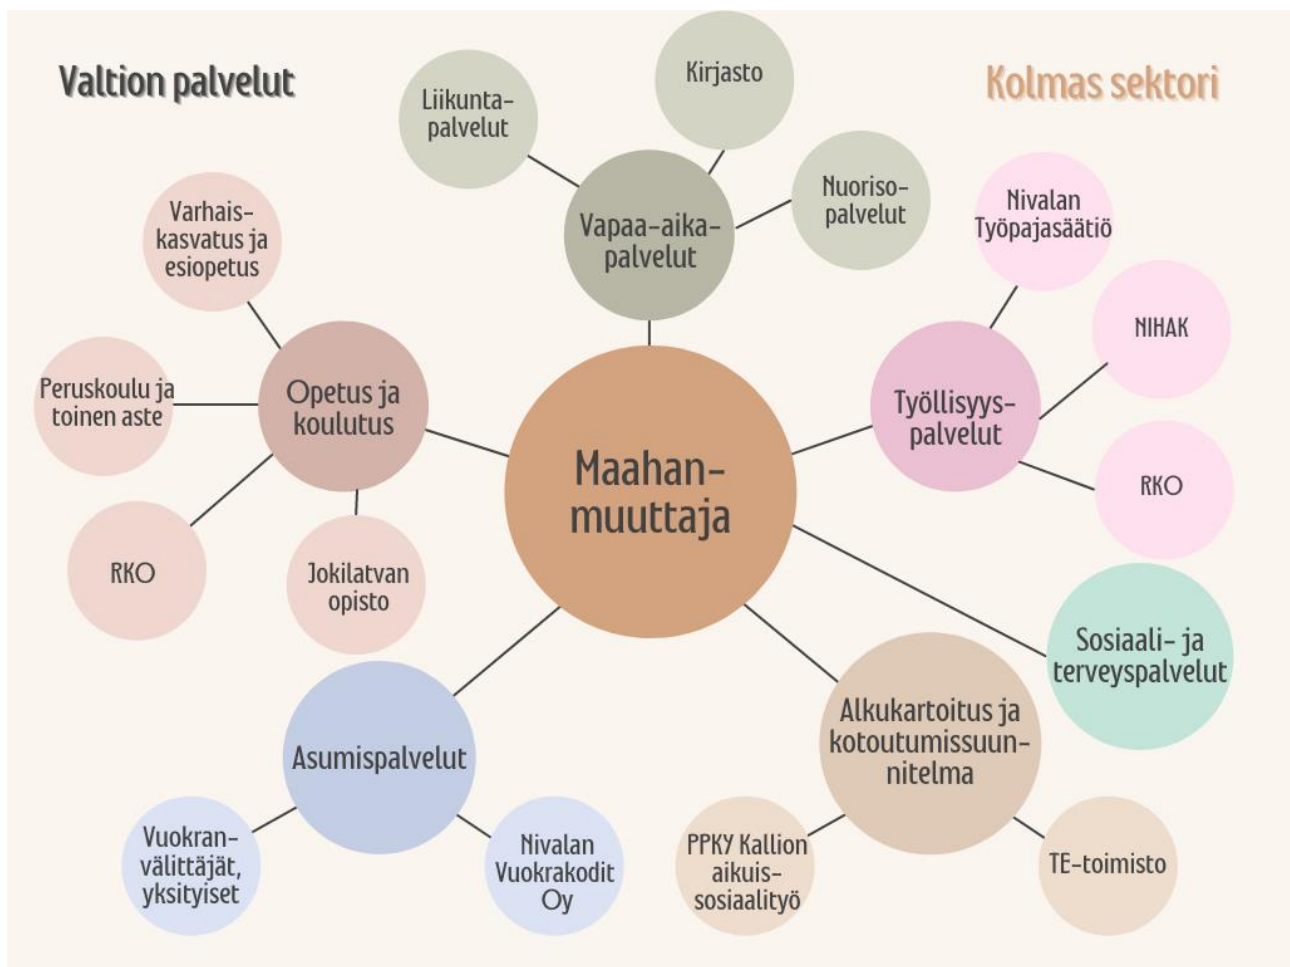 Valtion palvelut
Kolmas sektori
Liikunta-
palvelut
Kirjasto
Nuoriso-
palvelut
Vapaa-aika-
palvelut
Varhais-
kasvatus ja
esiopetus
Peruskoulu ja
toinen aste
Opetus ja
koulutus
RKO
Jokilatvan
opisto
Maahan-
muuttaja
Nivalan
Työpajasäätiö
NIHAK
Työllisyys-
palvelut
RKO
Sosiaali- ja
terveyspalvelut
Alkukartoitus ja
kotoutumissuun-
nitelma
PPKY Kallion
aikuis-
sosiaalityö
TE-toimisto
Asumispalvelut
Vuokran-
välittäjät,
yksityiset
Nivalan
Vuokrakodit
Oy